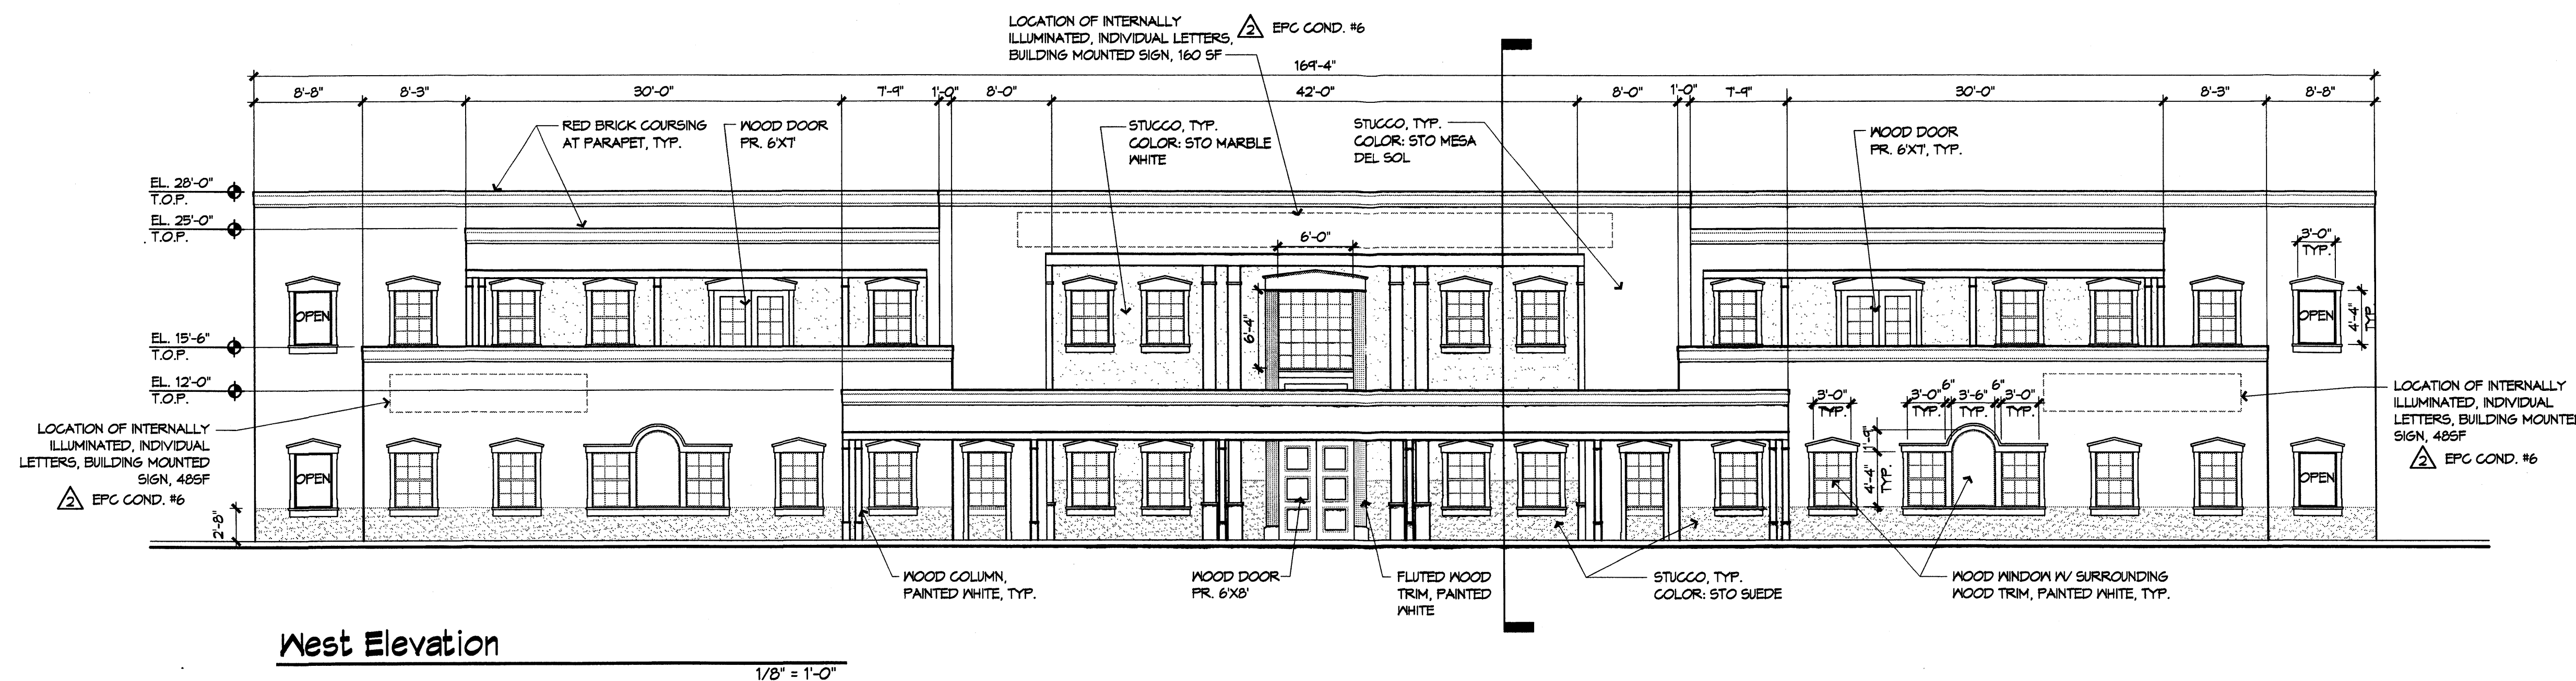 LOCATION OF INTERNALLY
ILLUMINATED, INDIVIDUAL LETTERS,
BUILDING MOUNTED SIGN, 160 SF
2 EPC COND. #6
169'-4"
8'-8"
8'-3"
30'-0"
7'-9"
1'-0"
8'-0"
42'-0"
8'-0"
1'-0"
7'-9"
30'-0"
8'-3"
8'-8"
RED BRICK COURSING
AT PARAPET, TYP.
WOOD DOOR
PR. 6'X7'
STUCCO, TYP.
COLOR: STO MARBLE
WHITE
STUCCO, TYP.
COLOR: STO MESA
DEL SOL
WOOD DOOR
PR. 6'X7', TYP.
EL. 28'-0"
T.O.P.
EL. 25'-0"
T.O.P.
6'-0"
3'-0"
TYP.
OPEN
6'-4"
OPEN
4'-4"
TYP.
EL. 15'-6"
T.O.P.
EL. 12'-0"
T.O.P.
LOCATION OF INTERNALLY
ILLUMINATED, INDIVIDUAL
LETTERS, BUILDING MOUNTED
SIGN, 48SF
2 EPC COND. #6
3'-0"
TYP.
3'-0"
TYP.
6"
3'-6"
TYP.
6"
3'-0"
TYP.
1'-9"
4'-4"
TYP.
LOCATION OF INTERNALLY
ILLUMINATED, INDIVIDUAL
LETTERS, BUILDING MOUNTE
SIGN, 48SF
2 EPC COND. #6
OPEN
OPEN
2'-8"
WOOD COLUMN,
PAINTED WHITE, TYP.
WOOD DOOR
PR. 6'X8'
FLUTED WOOD
TRIM, PAINTED
WHITE
STUCCO, TYP.
COLOR: STO SUEDE
WOOD WINDOW W/ SURROUNDING
WOOD TRIM, PAINTED WHITE, TYP.
West Elevation
1/8" = 1'-0"